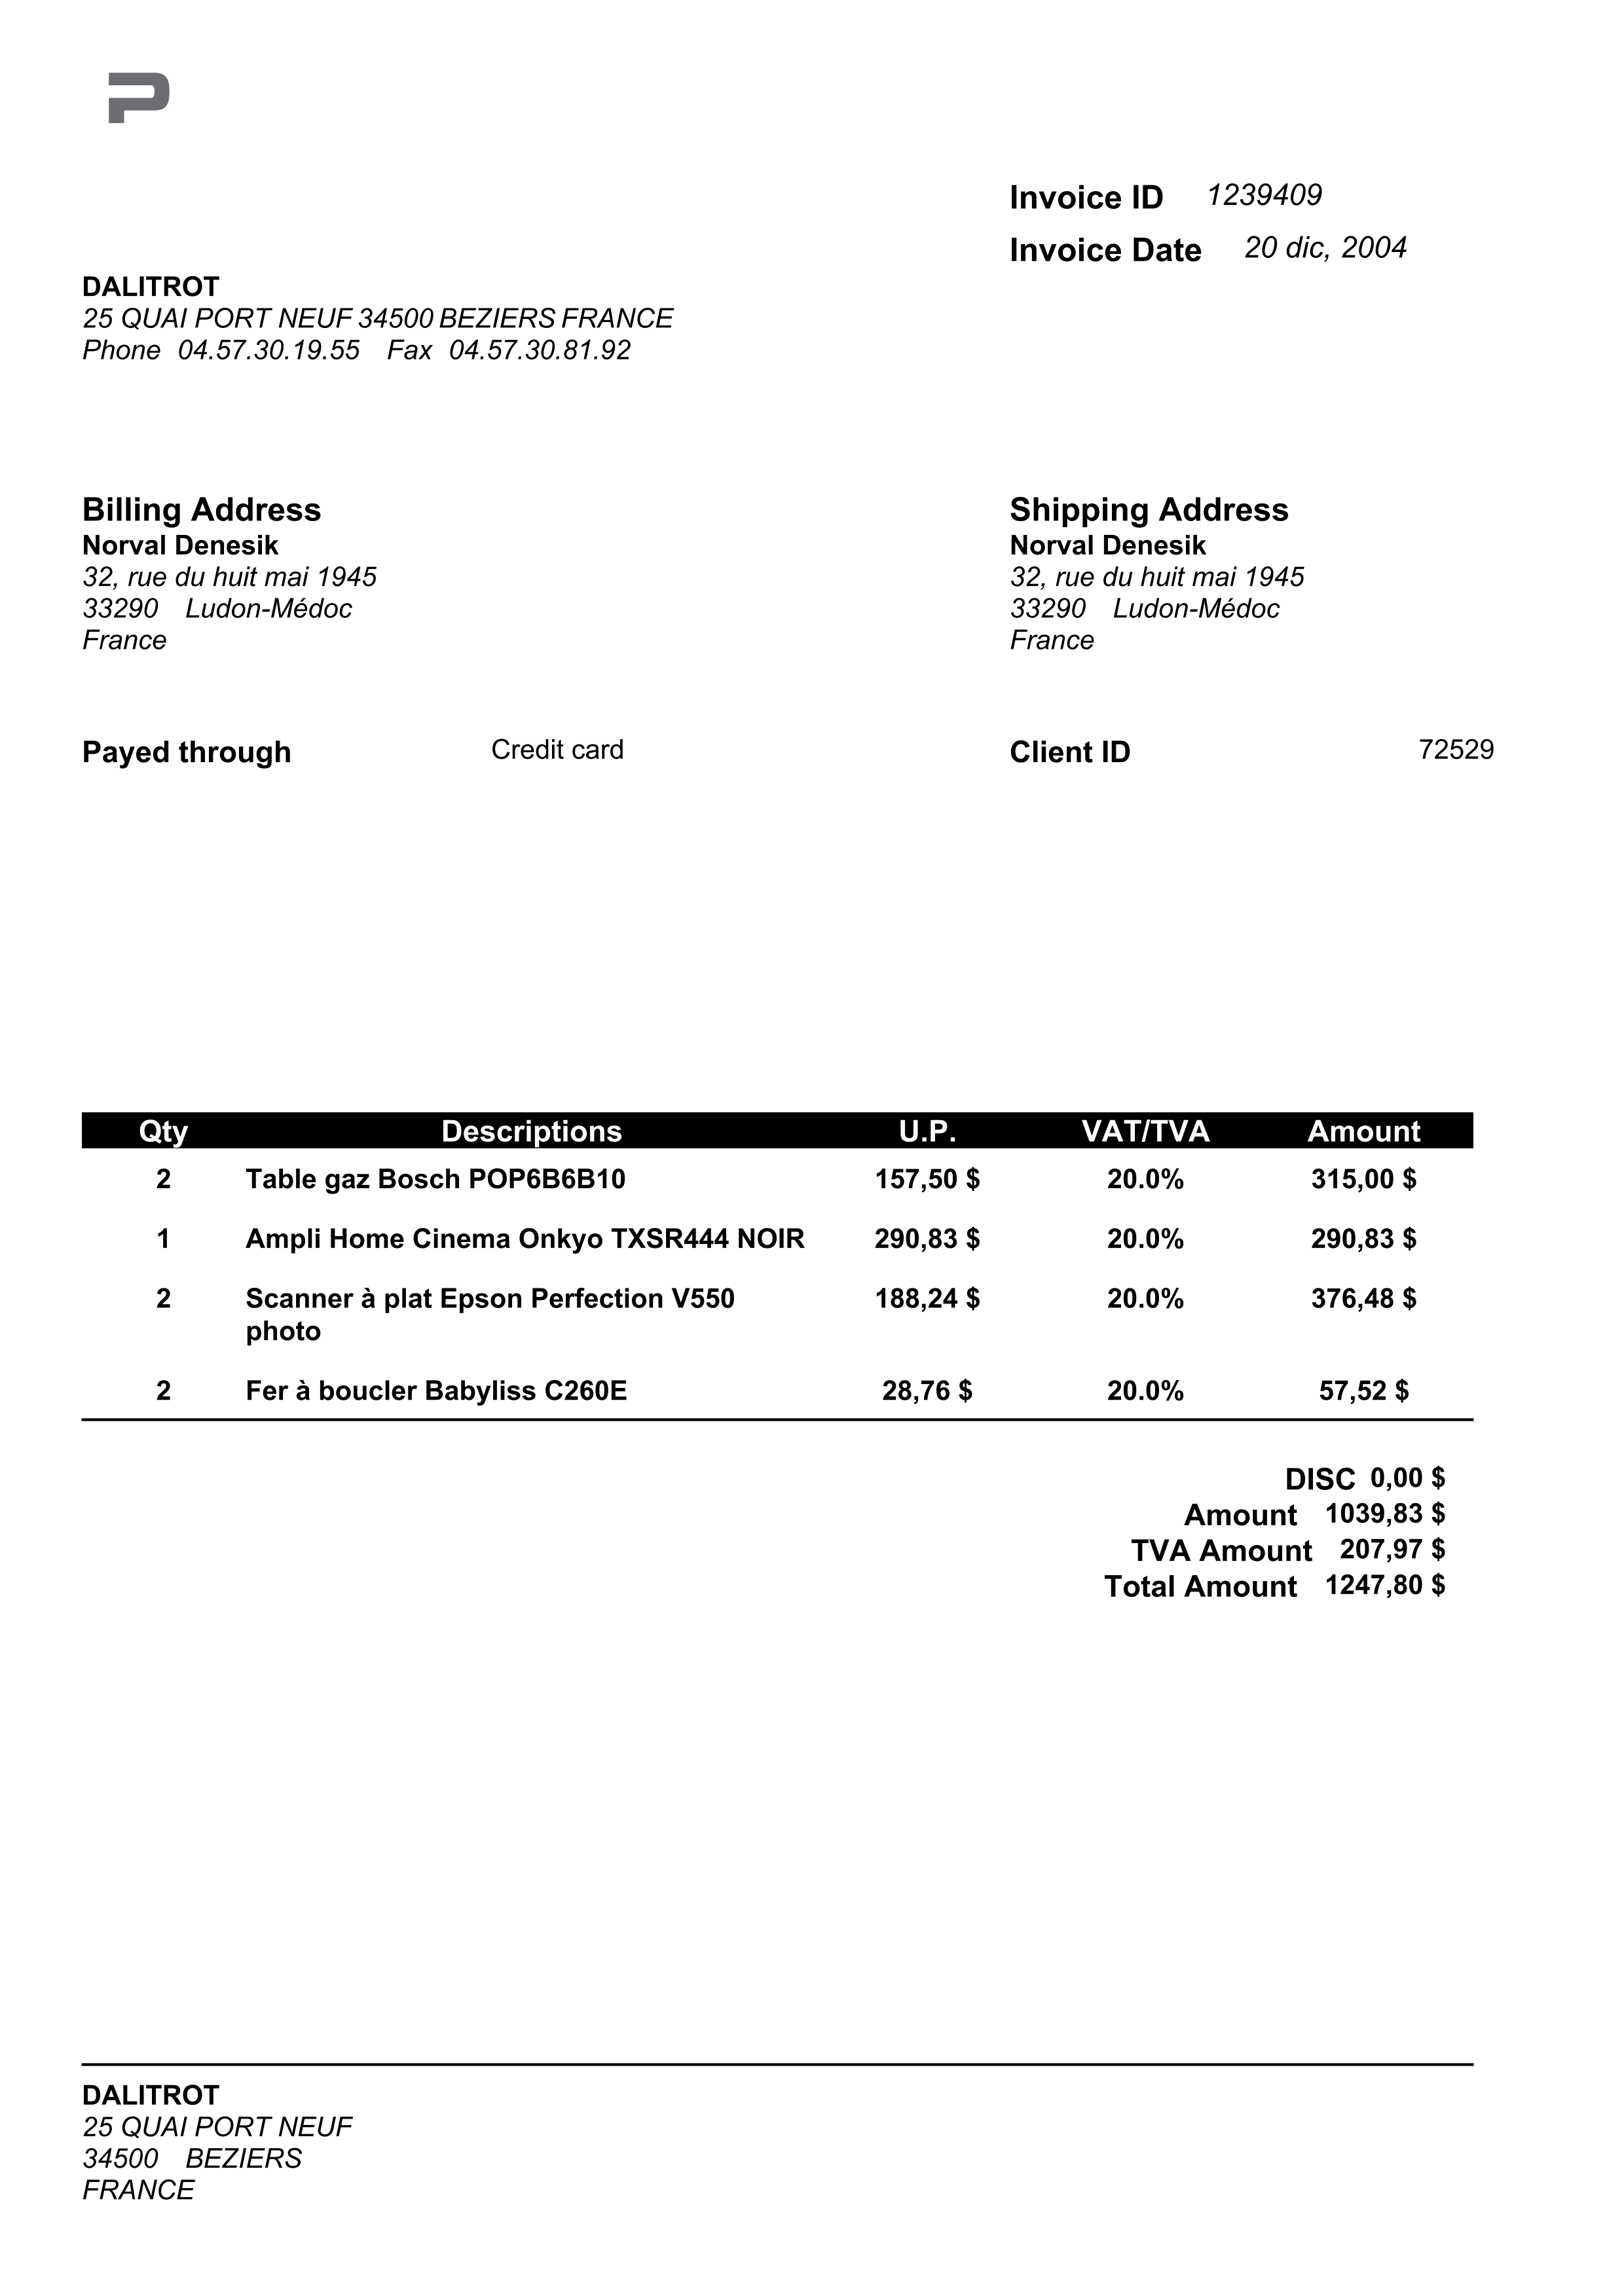 P
Invoice ID 1239409
Invoice Date 20 dic, 2004
DALITROT
25 QUAI PORT NEUF 34500 BEZIERS FRANCE
Phone 04.57.30.19.55 Fax 04.57.30.81.92
Billing Address
Norval Denesik
32, rue du huit mai 1945
33290 Ludon-Médoc
France
Shipping Address
Norval Denesik
32, rue du huit mai 1945
33290 Ludon-Médoc
France
Payed through Credit card
Client ID 72529
Qty Descriptions U.P. VAT/TVA Amount
2 Table gaz Bosch POP6B6B10 157,50 $ 20.0% 315,00 $
1 Ampli Home Cinema Onkyo TXSR444 NOIR 290,83 $ 20.0% 290,83 $
2 Scanner à plat Epson Perfection V550 188,24 $ 20.0% 376,48 $
photo
2 Fer à boucler Babyliss C260E 28,76 $ 20.0% 57,52 $
DISC 0,00 $
Amount 1039,83 $
TVA Amount 207,97 $
Total Amount 1247,80 $
DALITROT
25 QUAI PORT NEUF
34500 BEZIERS
FRANCE